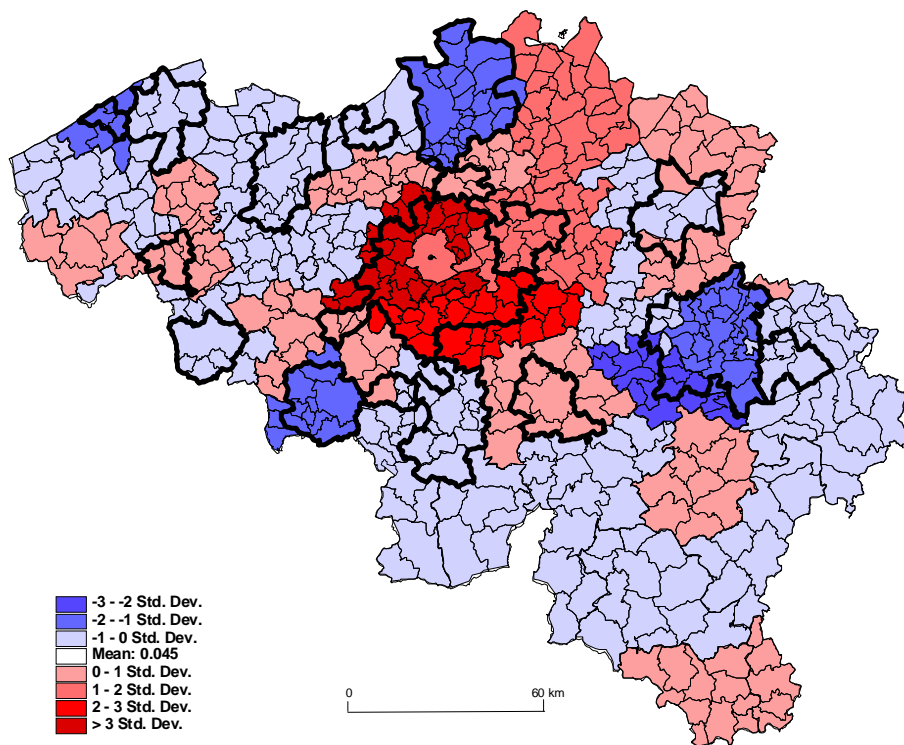 -3 - -2 Std. Dev.
-2 - -1 Std. Dev.
-1 - 0 Std. Dev.
Mean: 0.045
0 - 1 Std. Dev.
1 - 2 Std. Dev.
2 - 3 Std. Dev.
> 3 Std. Dev.
0 60 km